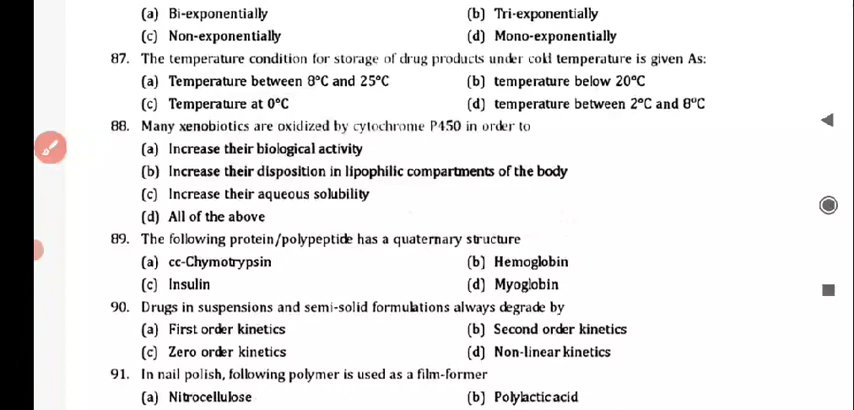 (a) Bi-exponentially (b) Tri-exponentially
(c) Non-exponentially (d) Mono-exponentially
87. The temperature condition for storage of drug products under cold temperature is given As:
(a) Temperature between 8°C and 25°C (b) temperature below 20°C
(c) Temperature at 0°C (d) temperature between 2°C and 8°C
88. Many xenobiotics are oxidized by cytochrome P450 in order to
(a) Increase their biological activity
(b) Increase their disposition in lipophilic compartments of the body
(c) Increase their aqueous solubility
(d) All of the above
89. The following protein/polypeptide has a quaternary structure
(a) cc-Chymotrypsin (b) Hemoglobin
(c) Insulin (d) Myoglobin
90. Drugs in suspensions and semi-solid formulations always degrade by
(a) First order kinetics (b) Second order kinetics
(c) Zero order kinetics (d) Non-linear kinetics
91. In nail polish, following polymer is used as a film-former
(a) Nitrocellulose (b) Polylactic acid